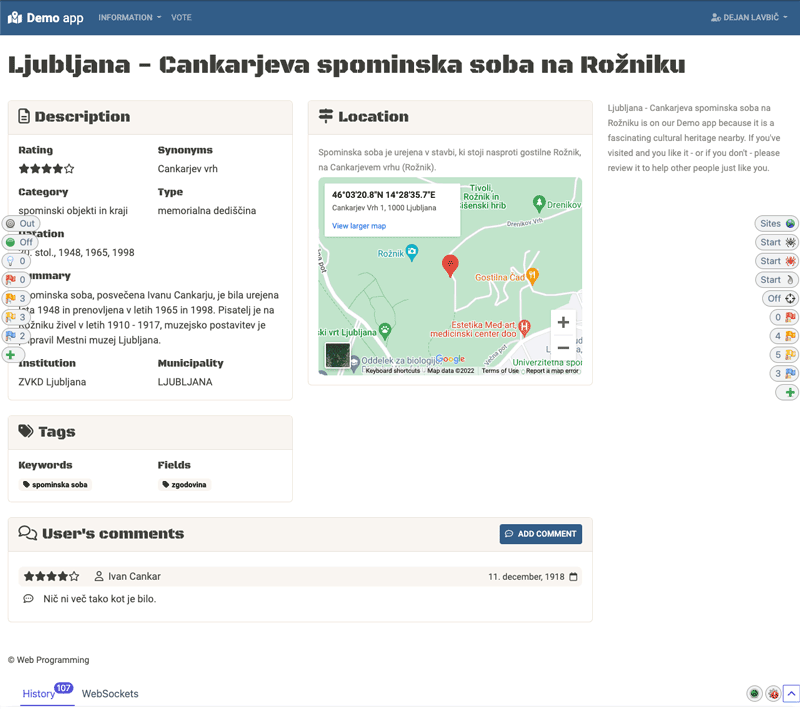 Demo app INFORMATION VOTE DEJAN LAVBIČ
Ljubljana - Cankarjeva spominska soba na Rožniku
Description
Rating Synonyms
Cankarjev vrh
Category Type
spominski objekti in kraji memorialna dediščina
20. stol., 1948, 1965, 1998
Spominska soba, posvečena Ivanu Cankarju, je bila urejena
leta 1948 in prenovljena v letih 1965 in 1998. Pisatelj je na
Rožniku živel v letih 1910 - 1917, muzejsko postavitev je
pripravil Mestni muzej Ljubljana.
Institution Municipality
ZVKD Ljubljana LJUBLJANA
Tags
Keywords Fields
spominska soba zgodovina
Location
Spominska soba je urejena v stavbi, ki stoji nasproti gostilne Rožnik,
na Cankarjevem vrhu (Rožnik).
46°03'20.8"N 14°28'35.7"E
Cankarjev Vrh 1, 1000 Ljubljana
View larger map
Tivoli,
Rožnik in
Šišenski hrib
Drenikov
Drenikov Vrh
Rožnik
Gostilna Čad
Estetika Med-art,
medicinski center doo
ki vrt Ljubljana
Večna pot
Oddelek za biologijo
Google
Univerzitetna spor
Keyboard shortcuts Map data ©2022 Terms of Use Report a map error
Ljubljana - Cankarjeva spominska soba na
Rožniku is on our Demo app because it is a
fascinating cultural heritage nearby. If you've
visited and you like it - or if you don't - please
review it to help other people just like you.
User's comments ADD COMMENT
Ivan Cankar 11. december, 1918
Nič ni več tako kot je bilo.
© Web Programming
History 107 WebSockets
Out
Off
0
0
3
3
2
Sites
Start
Start
Start
Off
0
4
5
3